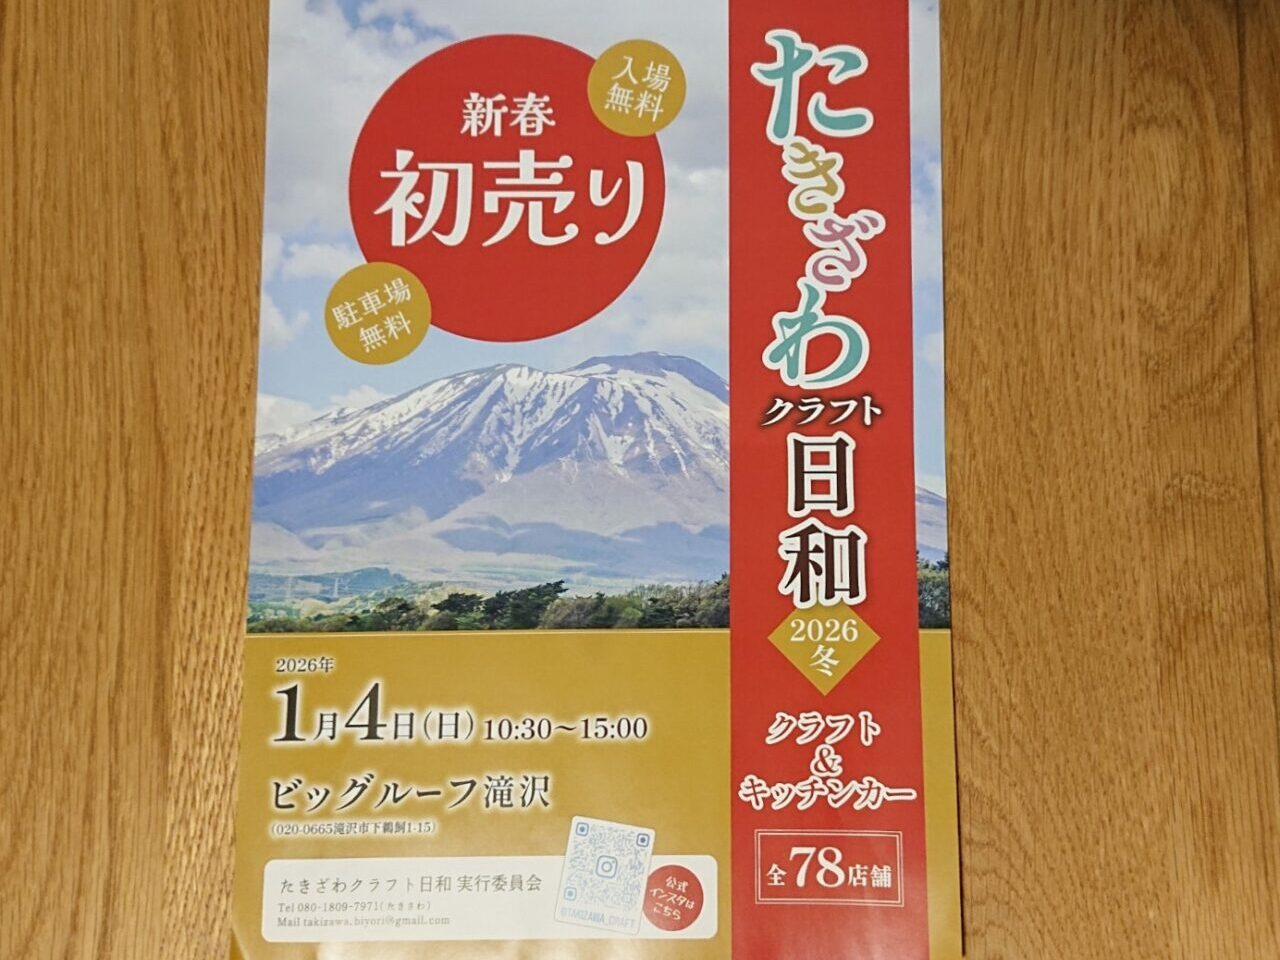 新春
初売り
入場
無料
駐車場
無料
たきざわ
クラフト
日和
2026
冬
クラフト
&
キッチンカー
全78店舗
2026年
1月4日(日) 10:30〜15:00
ビッグルーフ滝沢
(020-0665滝沢市下鵜飼1-15)
たきざわクラフト日和 実行委員会
Tel 080-1809-7971(たきざわ)
Mail takizawa.biyori@gmail.com
@TAKIZAWA_CRAFT
公式
インスタは
こちら